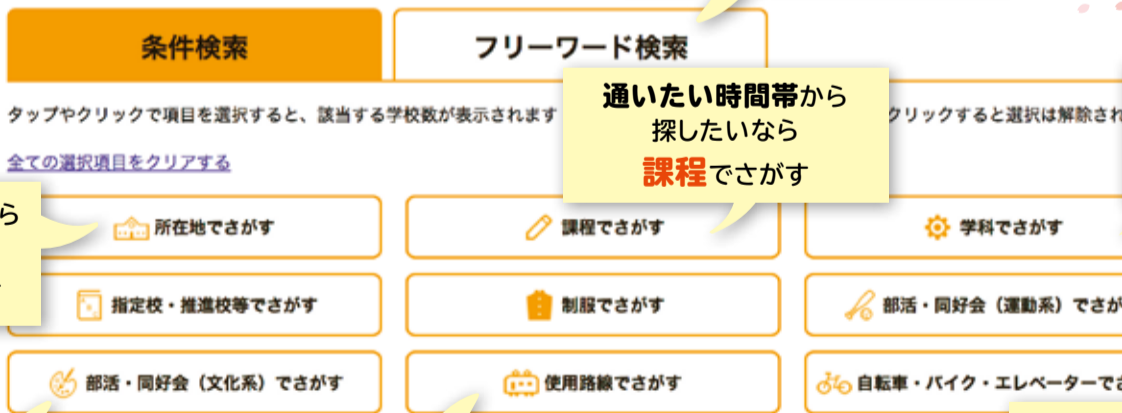 条件検索
フリーワード検索
通いたい時間帯から
探したいなら
課程でさがす
タップやクリックで項目を選択すると、該当する学校数が表示されます
クリックすると選択は解除され
全ての選択項目をクリアする
ら
所在地でさがす
課程でさがす
学科でさがす
指定校・推進校等でさがす
制服でさがす
部活・同好会（運動系）でさが
部活・同好会（文化系）でさがす
使用路線でさがす
自転車・バイク・エレベーターでさ